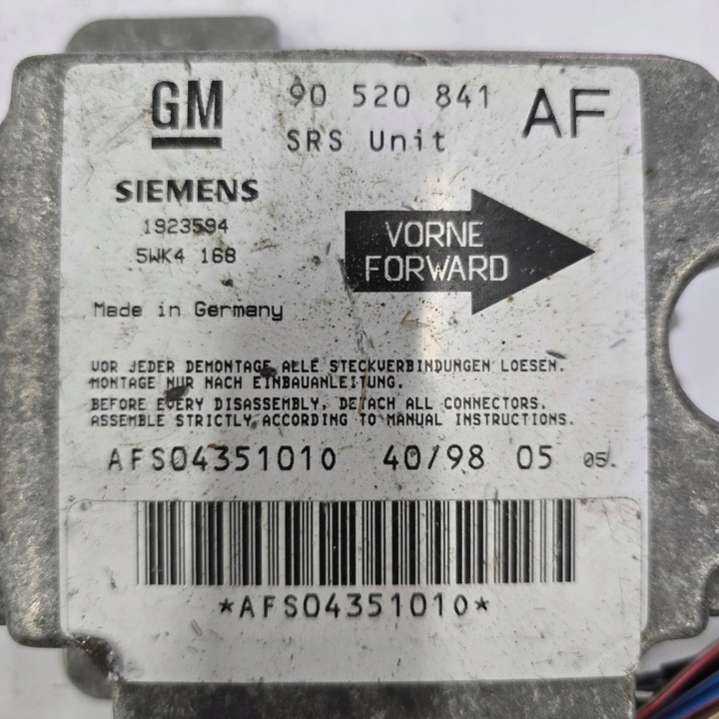 GM 90 520 841 AF
SRS Unit
SIEMENS
1923594
5WK4 168
VORNE
FORWARD
Made in Germany
VOR JEDER DEMONTAGE ALLE STECKVERBINDUNGEN LOESEN.
MONTAGE NUR NACH EINBAUANLEITUNG.
BEFORE EVERY DISASSEMBLY, DETACH ALL CONNECTORS.
ASSEMBLE STRICTLY ACCORDING TO MANUAL INSTRUCTIONS.
AFS04351010 40/98 05 05.
*AFS04351010*